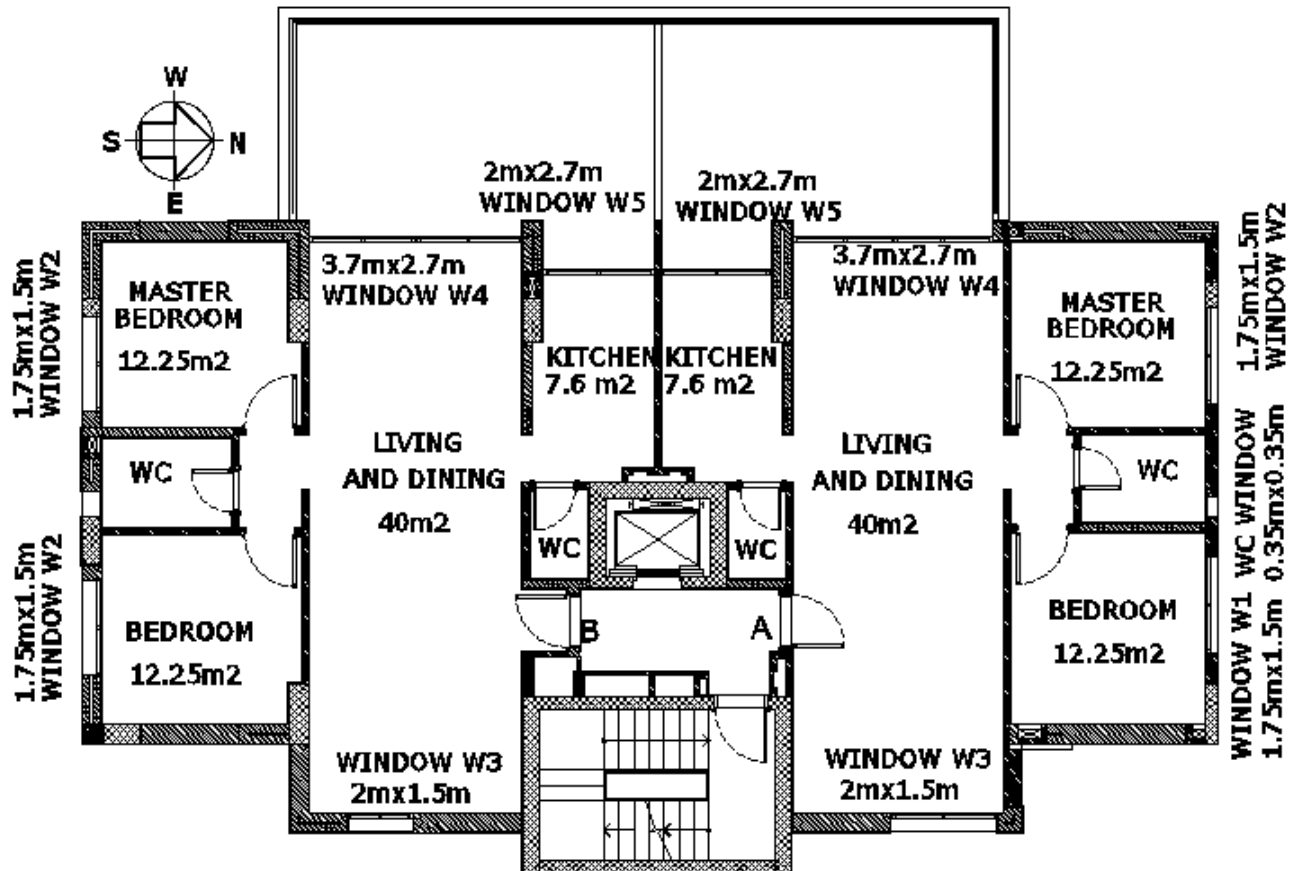 W
S
N
E
2mx2.7m
WINDOW W5
2mx2.7m
WINDOW W5
1.75mx1.5m
WINDOW W2
3.7mx2.7m
WINDOW W4
3.7mx2.7m
WINDOW W4
1.75mx1.5m
WINDOW W2
MASTER
BEDROOM
12.25m2
KITCHEN
7.6 m2
KITCHEN
7.6 m2
MASTER
BEDROOM
12.25m2
WC
LIVING
AND DINING
40m2
LIVING
AND DINING
40m2
WC
WC WINDOW
0.35mx0.35m
WC
WC
1.75mx1.5m
WINDOW W2
BEDROOM
12.25m2
B
A
BEDROOM
12.25m2
WINDOW W1
1.75mx1.5m
WINDOW W3
2mx1.5m
WINDOW W3
2mx1.5m